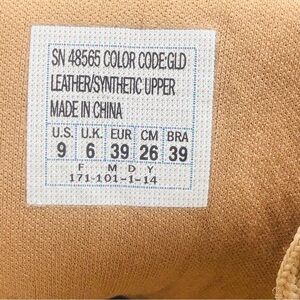 SN 48565 COLOR CODE:GLD
LEATHER/SYNTHETIC UPPER
MADE IN CHINA
U.S. U.K. EUR CM BRA
9 6 39 26 39
F M D Y
171-101-1-14